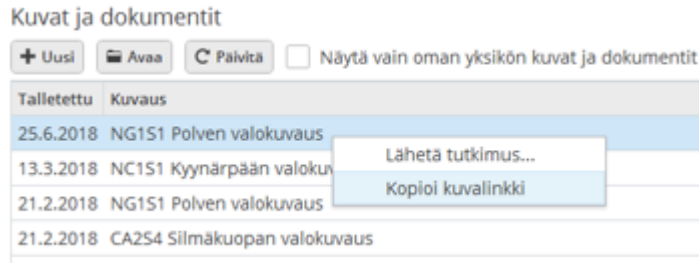 Kuvat ja dokumentit
Uusi Avaa Päivitä Näytä vain oman yksikön kuvat ja dokumentit
Talletettu Kuvaus
25.6.2018 NG1S1 Polven valokuvaus
Lähetä tutkimus...
13.3.2018 NC1S1 Kyynärpään
Kopioi kuvalinkki
21.2.2018 NG1S1 Polven valokuvaus
21.2.2018 CA2S4 Silmäkuopan valokuvaus